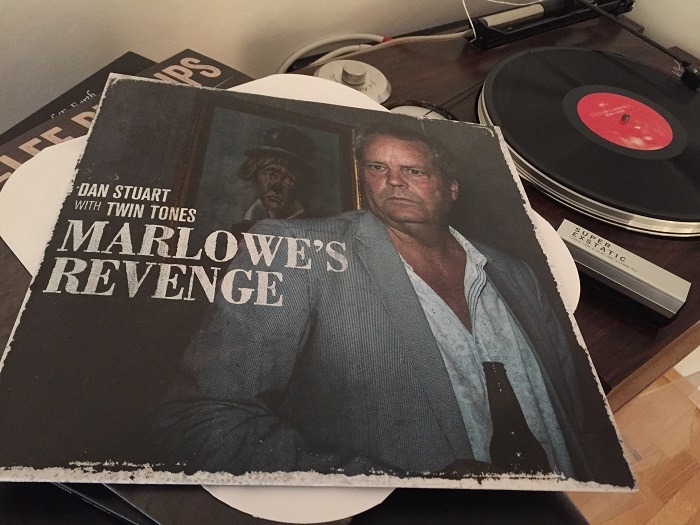 DAN STUART
WITH TWIN TONES
MARLOWE'S
REVENGE
SUPER
EXSTATIC